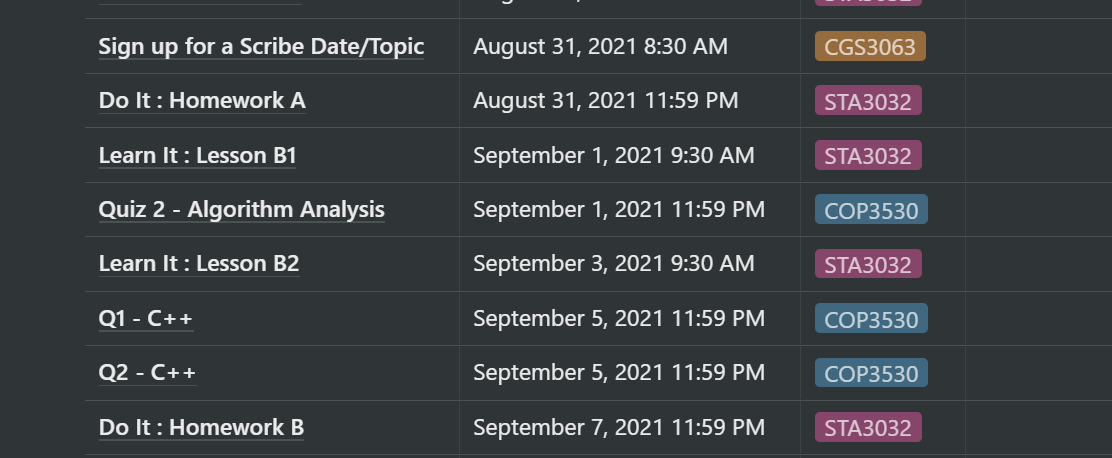 Sign up for a Scribe Date/Topic August 31, 2021 8:30 AM CGS3063
Do It : Homework A August 31, 2021 11:59 PM STA3032
Learn It : Lesson B1 September 1, 2021 9:30 AM STA3032
Quiz 2 - Algorithm Analysis September 1, 2021 11:59 PM COP3530
Learn It : Lesson B2 September 3, 2021 9:30 AM STA3032
Q1 - C++ September 5, 2021 11:59 PM COP3530
Q2 - C++ September 5, 2021 11:59 PM COP3530
Do It : Homework B September 7, 2021 11:59 PM STA3032